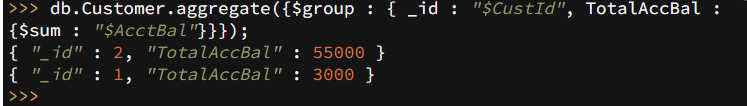 >>> db.Customer.aggregate({$group : { _id : "$CustId", TotalAccBal :
{$sum : "$AcctBal"}}});
{ "_id" : 2, "TotalAccBal" : 55000 }
{ "_id" : 1, "TotalAccBal" : 3000 }
>>>